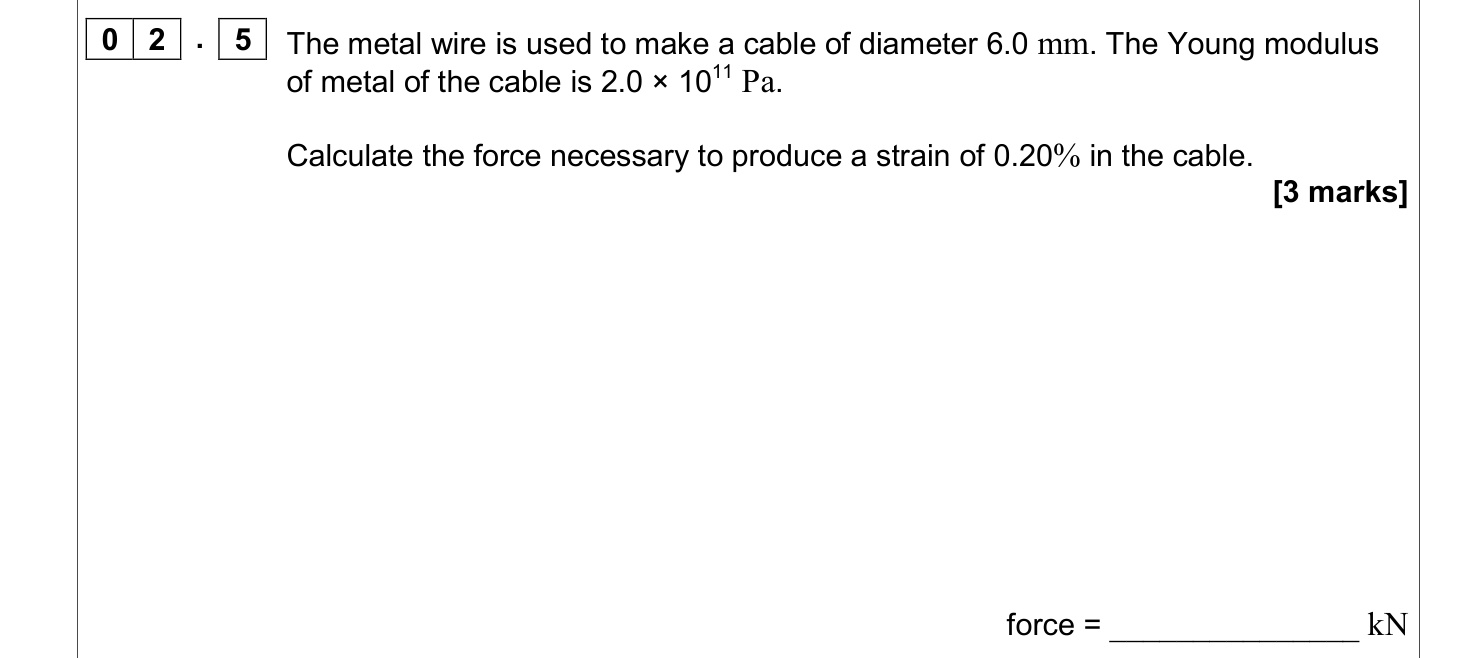 02.5 The metal wire is used to make a cable of diameter 6.0 mm. The Young modulus
of metal of the cable is 2.0 × 10¹¹ Pa.
Calculate the force necessary to produce a strain of 0.20% in the cable.
[3 marks]
force = _______________ kN